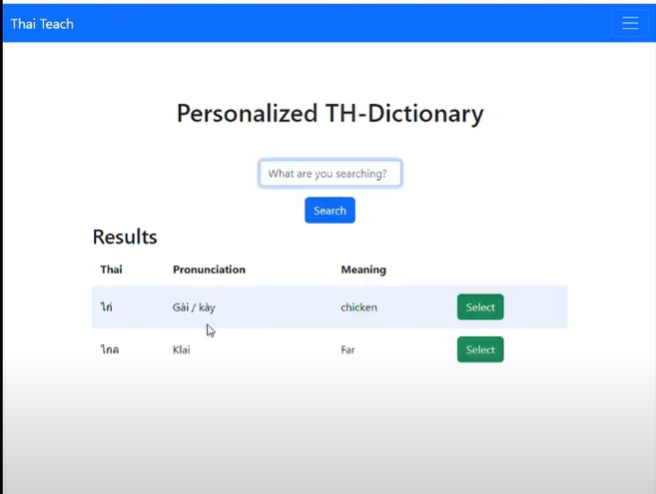 Thai Teach
Personalized TH-Dictionary
What are you searching?
Search
Results
Thai Pronunciation Meaning
ไก่ Gài / kày chicken Select
ไกล Klai Far Select